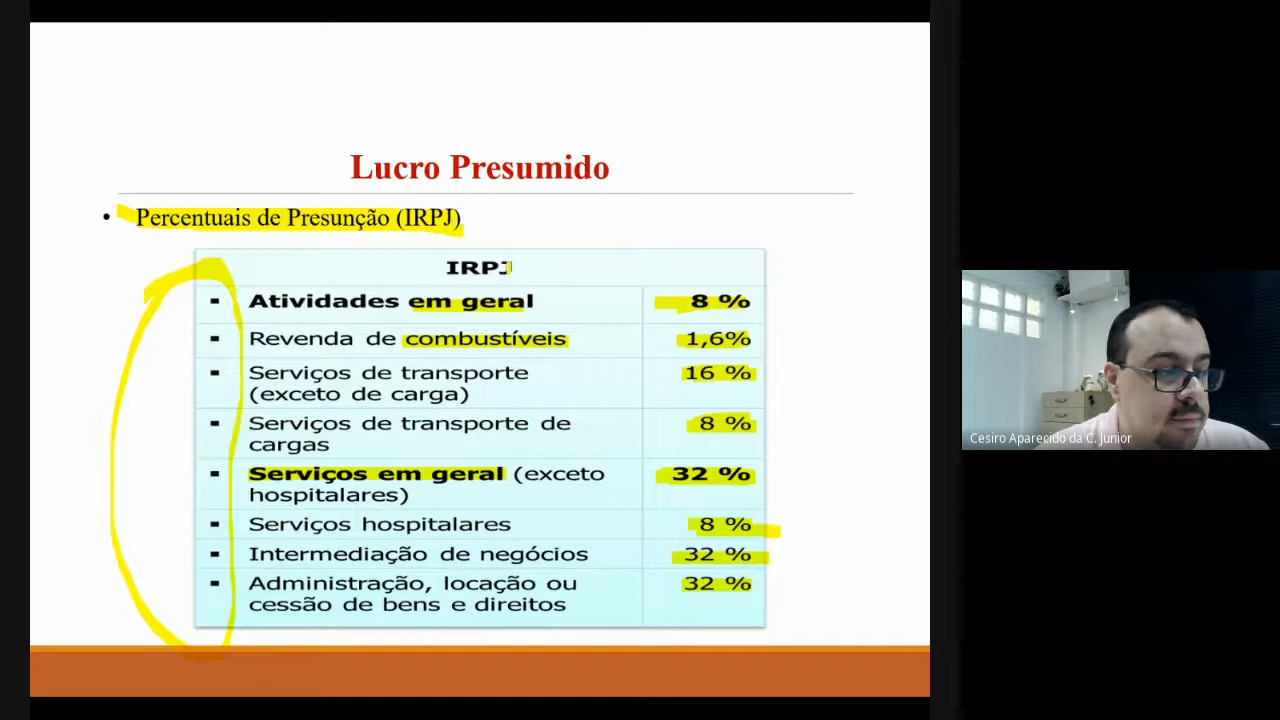 Lucro Presumido
• Percentuais de Presunção (IRPJ)
IRPJ
▪ Atividades em geral 8 %
▪ Revenda de combustíveis 1,6%
▪ Serviços de transporte 16 %
(exceto de carga)
▪ Serviços de transporte de 8 %
cargas
▪ Serviços em geral (exceto 32 %
hospitalares)
▪ Serviços hospitalares 8 %
▪ Intermediação de negócios 32 %
▪ Administração, locação ou 32 %
cessão de bens e direitos
Cesiro Aparecido da C. Junior